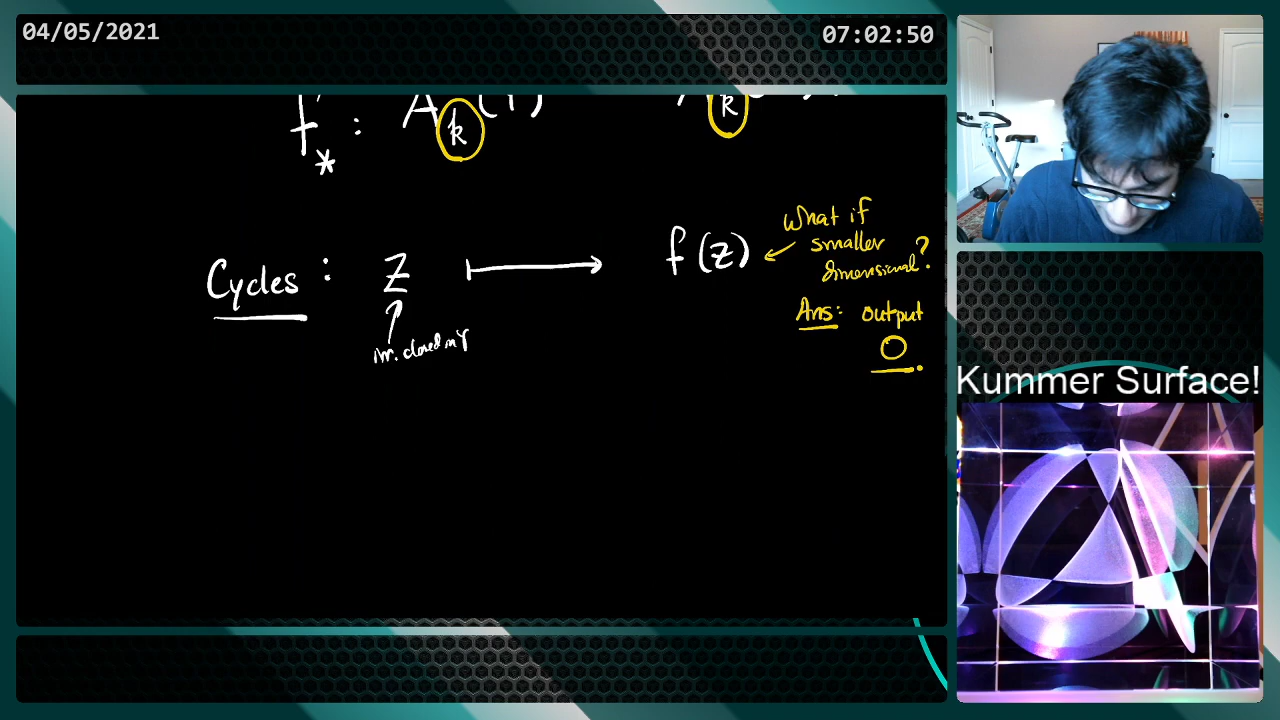 04/05/2021
07:02:50
f* : A k (Y) A k
Cycles : Z ⟼ f(Z)
irr. closed in Y
What if
smaller
dimensional?
Ans: output
0.
Kummer Surface!